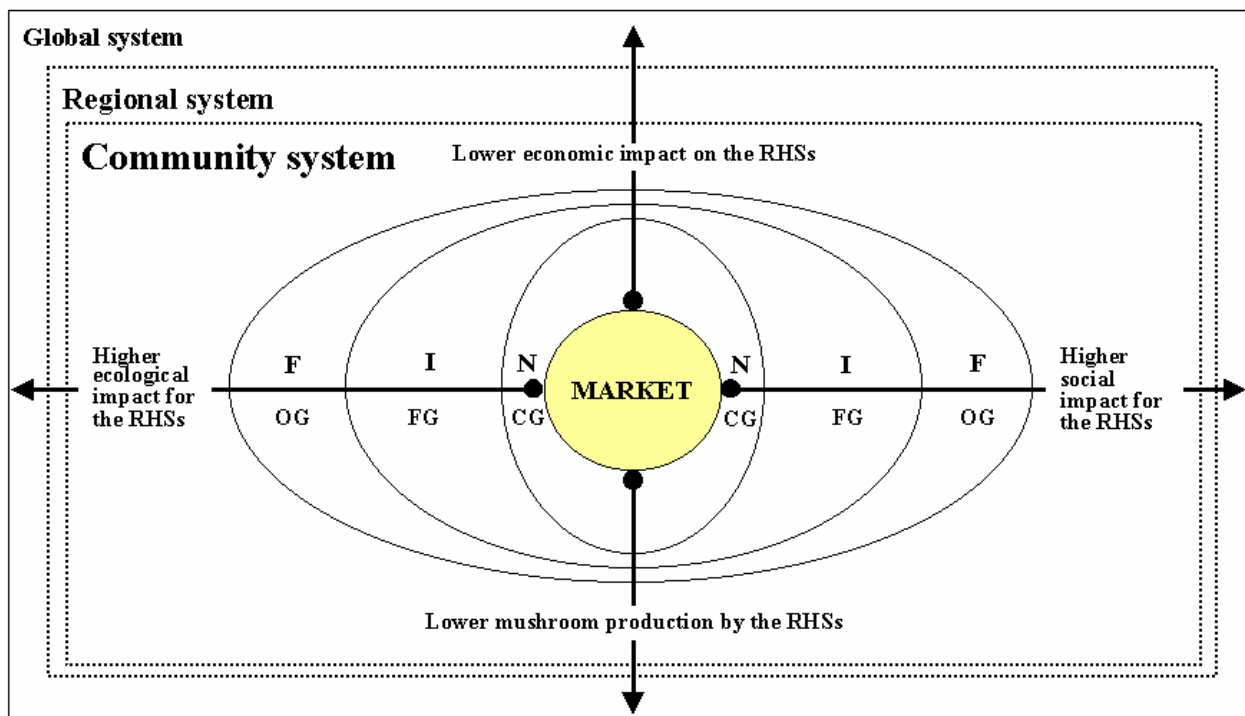 Global system
Regional system
Community system
Lower economic impact on the RHSs
Higher
ecological
impact for
the RHSs
F I N MARKET N I F
OG FG CG CG FG OG
Higher
social
impact for
the RHSs
Lower mushroom production by the RHSs